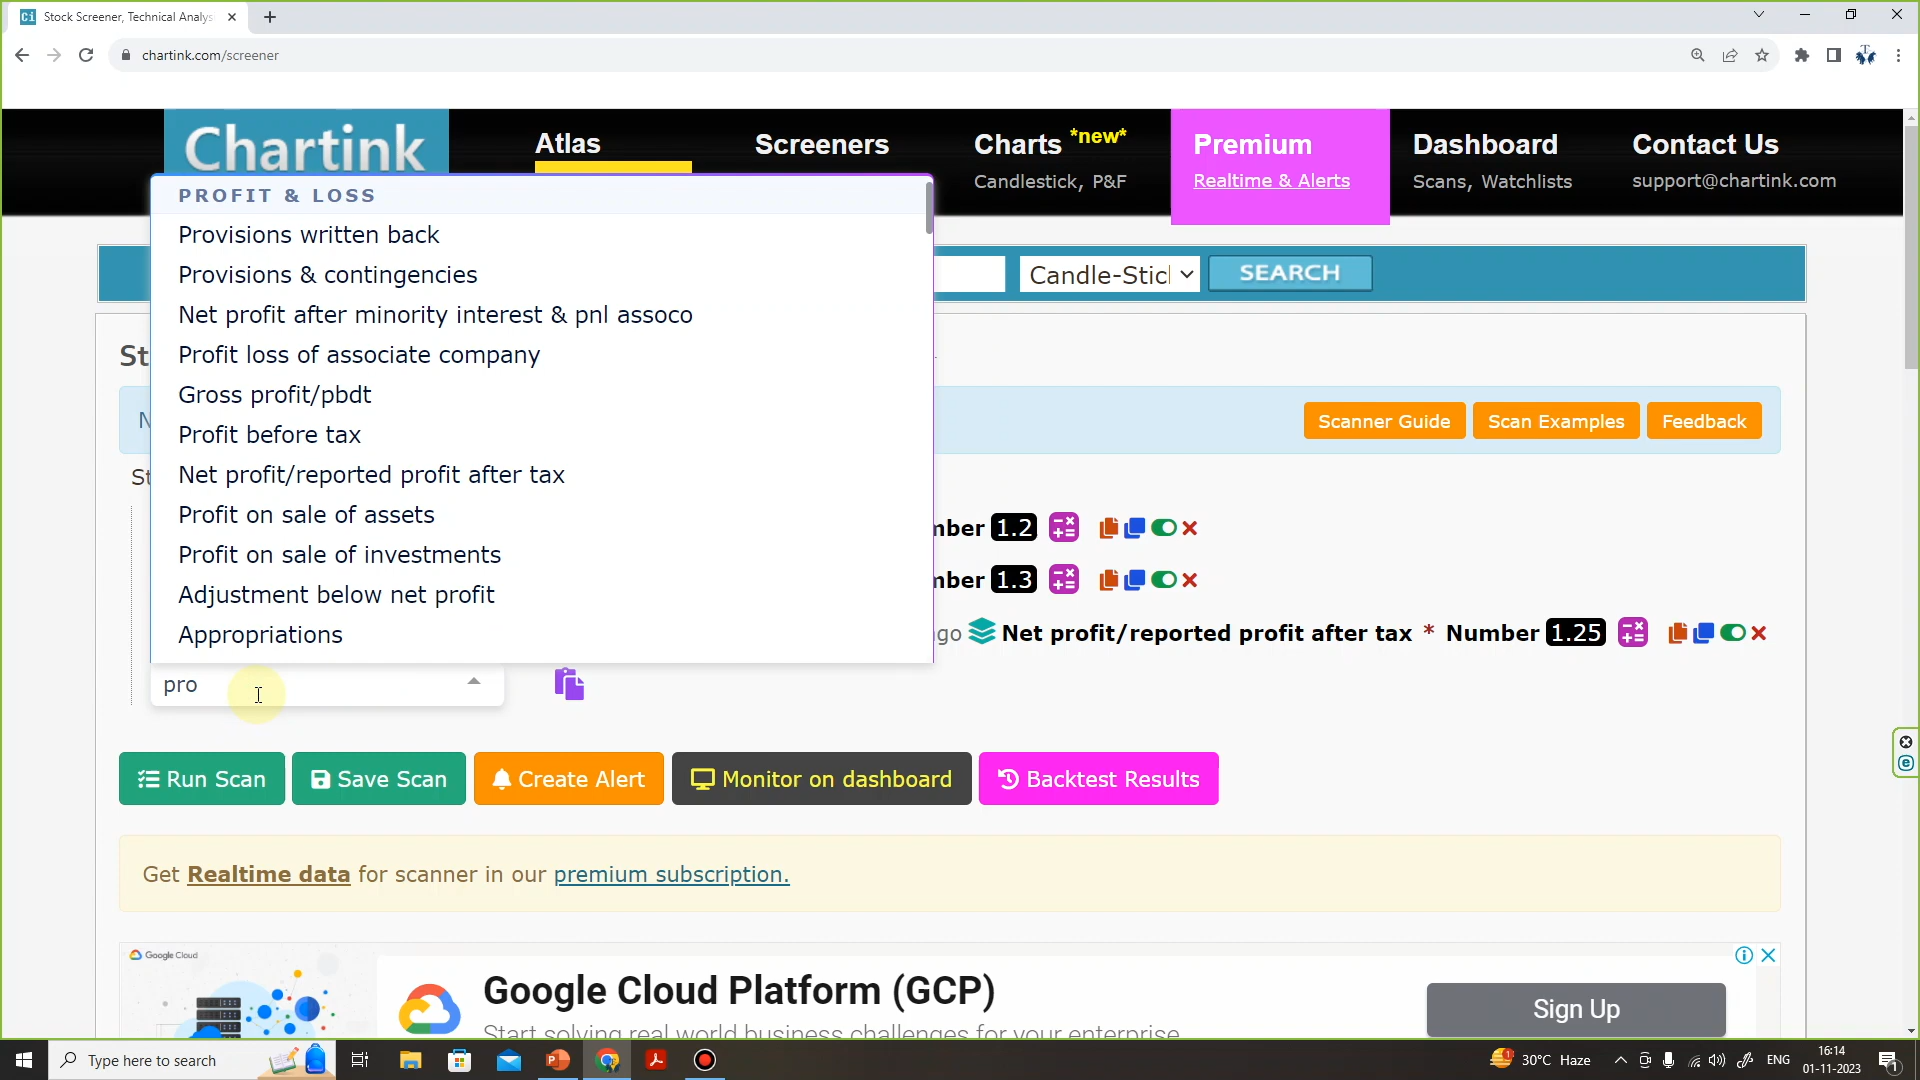 Stock Screener, Technical Analys
chartink.com/screener
Chartink
Atlas
Screeners
Charts *new*
Candlestick, P&F
Premium
Realtime & Alerts
Dashboard
Scans, Watchlists
Contact Us
support@chartink.com
PROFIT & LOSS
Provisions written back
Provisions & contingencies
Net profit after minority interest & pnl assoco
Profit loss of associate company
Gross profit/pbdt
Profit before tax
Net profit/reported profit after tax
Profit on sale of assets
Profit on sale of investments
Adjustment below net profit
Appropriations
Candle-Sticl
SEARCH
St
N
Scanner Guide
Scan Examples
Feedback
St
mber 1.2
mber 1.3
go Net profit/reported profit after tax * Number 1.25
pro
Run Scan
Save Scan
Create Alert
Monitor on dashboard
Backtest Results
Get Realtime data for scanner in our premium subscription.
Google Cloud
Google Cloud Platform (GCP)
Start solving real world business challenges for your enterprise
Sign Up
Type here to search
30°C Haze
ENG
16:14
01-11-2023